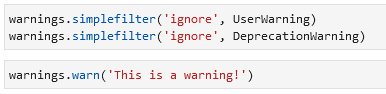 warnings.simplefilter('ignore', UserWarning)
warnings.simplefilter('ignore', DeprecationWarning)
warnings.warn('This is a warning!')